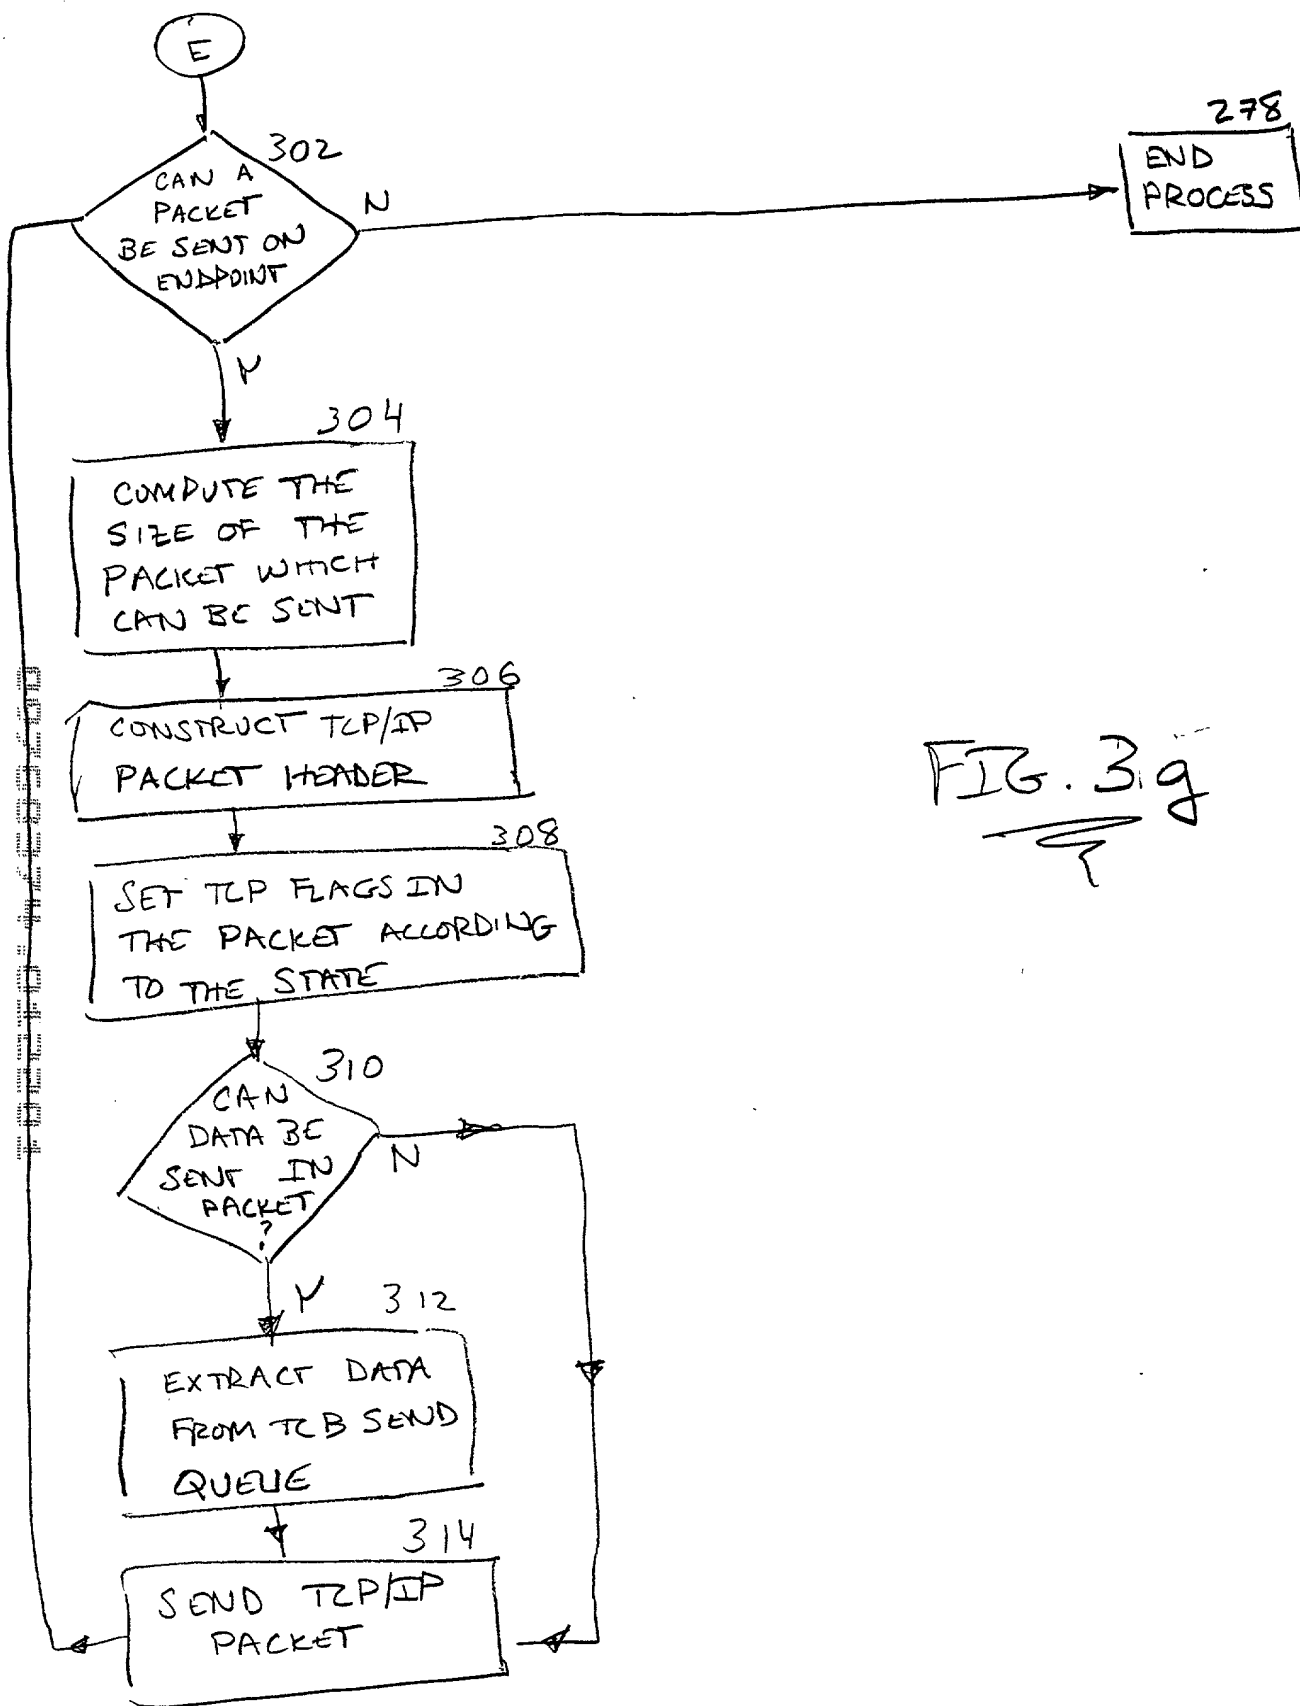 E
302
CAN A
PACKET
BE SENT ON
ENDPOINT
N
278
END
PROCESS
Y
304
COMPUTE THE
SIZE OF THE
PACKET WHICH
CAN BE SENT
306
CONSTRUCT TCP/IP
PACKET HEADER
308
SET TCP FLAGS IN
THE PACKET ACCORDING
TO THE STATE
310
CAN
DATA BE
SENT IN
PACKET
?
N
Y
312
EXTRACT DATA
FROM TCB SEND
QUEUE
314
SEND TCP/IP
PACKET
FIG. 3.g